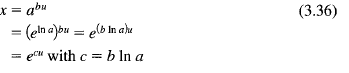 x = a^{bu} (3.36)
= (e^{ln a})^{bu} = e^{(b ln a)u}
= e^{cu} with c = b ln a